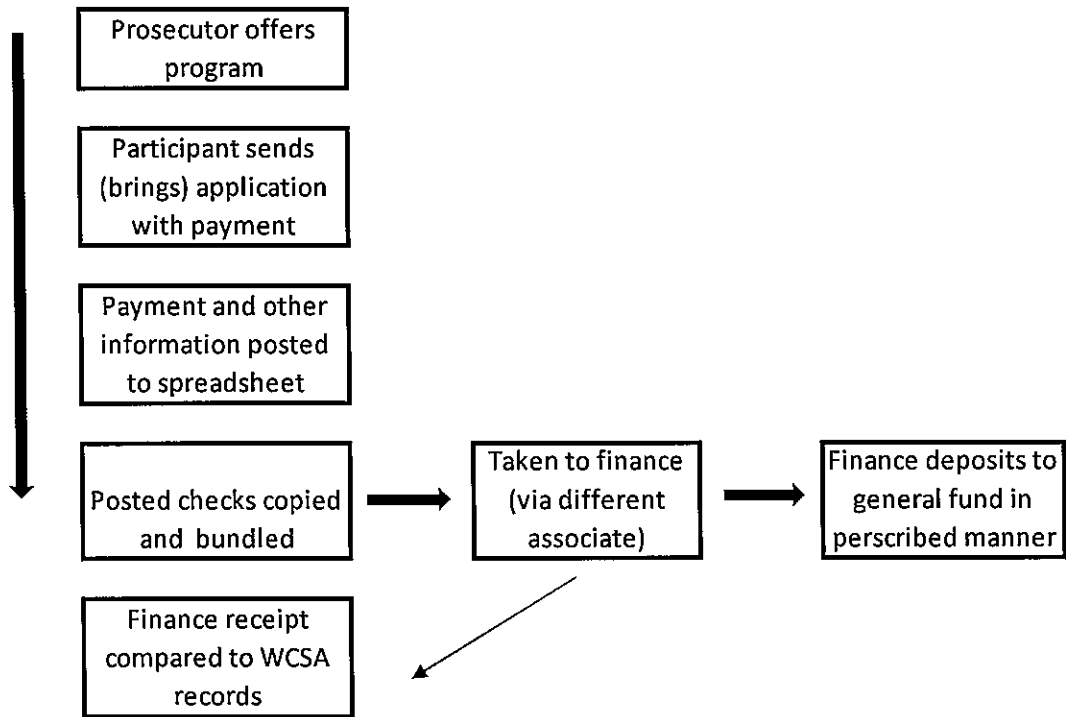 Prosecutor offers
program
Participant sends
(brings) application
with payment
Payment and other
information posted
to spreadsheet
Posted checks copied
and bundled
Taken to finance
(via different
associate)
Finance deposits to
general fund in
perscribed manner
Finance receipt
compared to WCSA
records